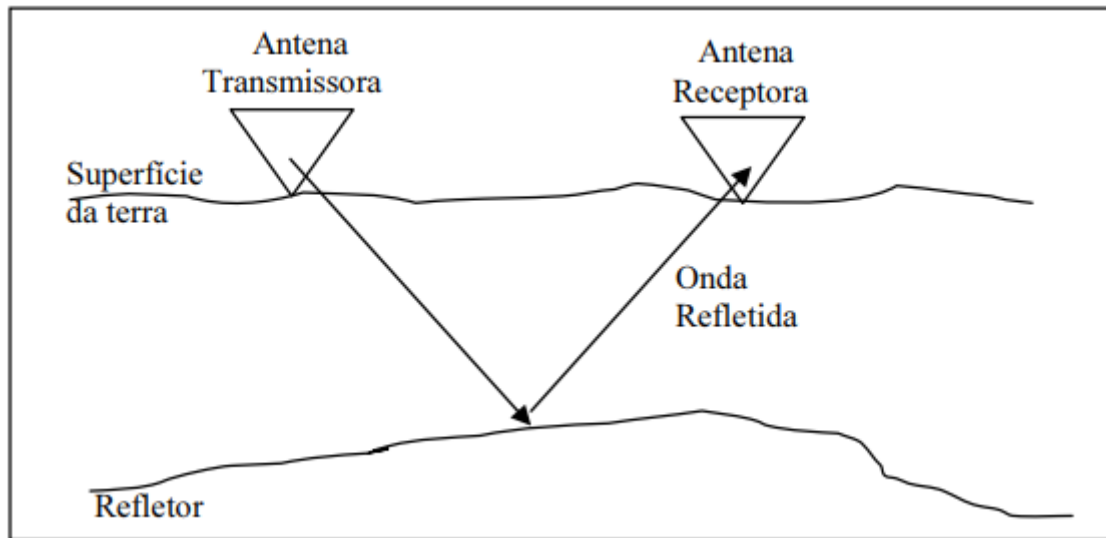 Antena
Transmissora
Antena
Receptora
Superfície
da terra
Onda
Refletida
Refletor